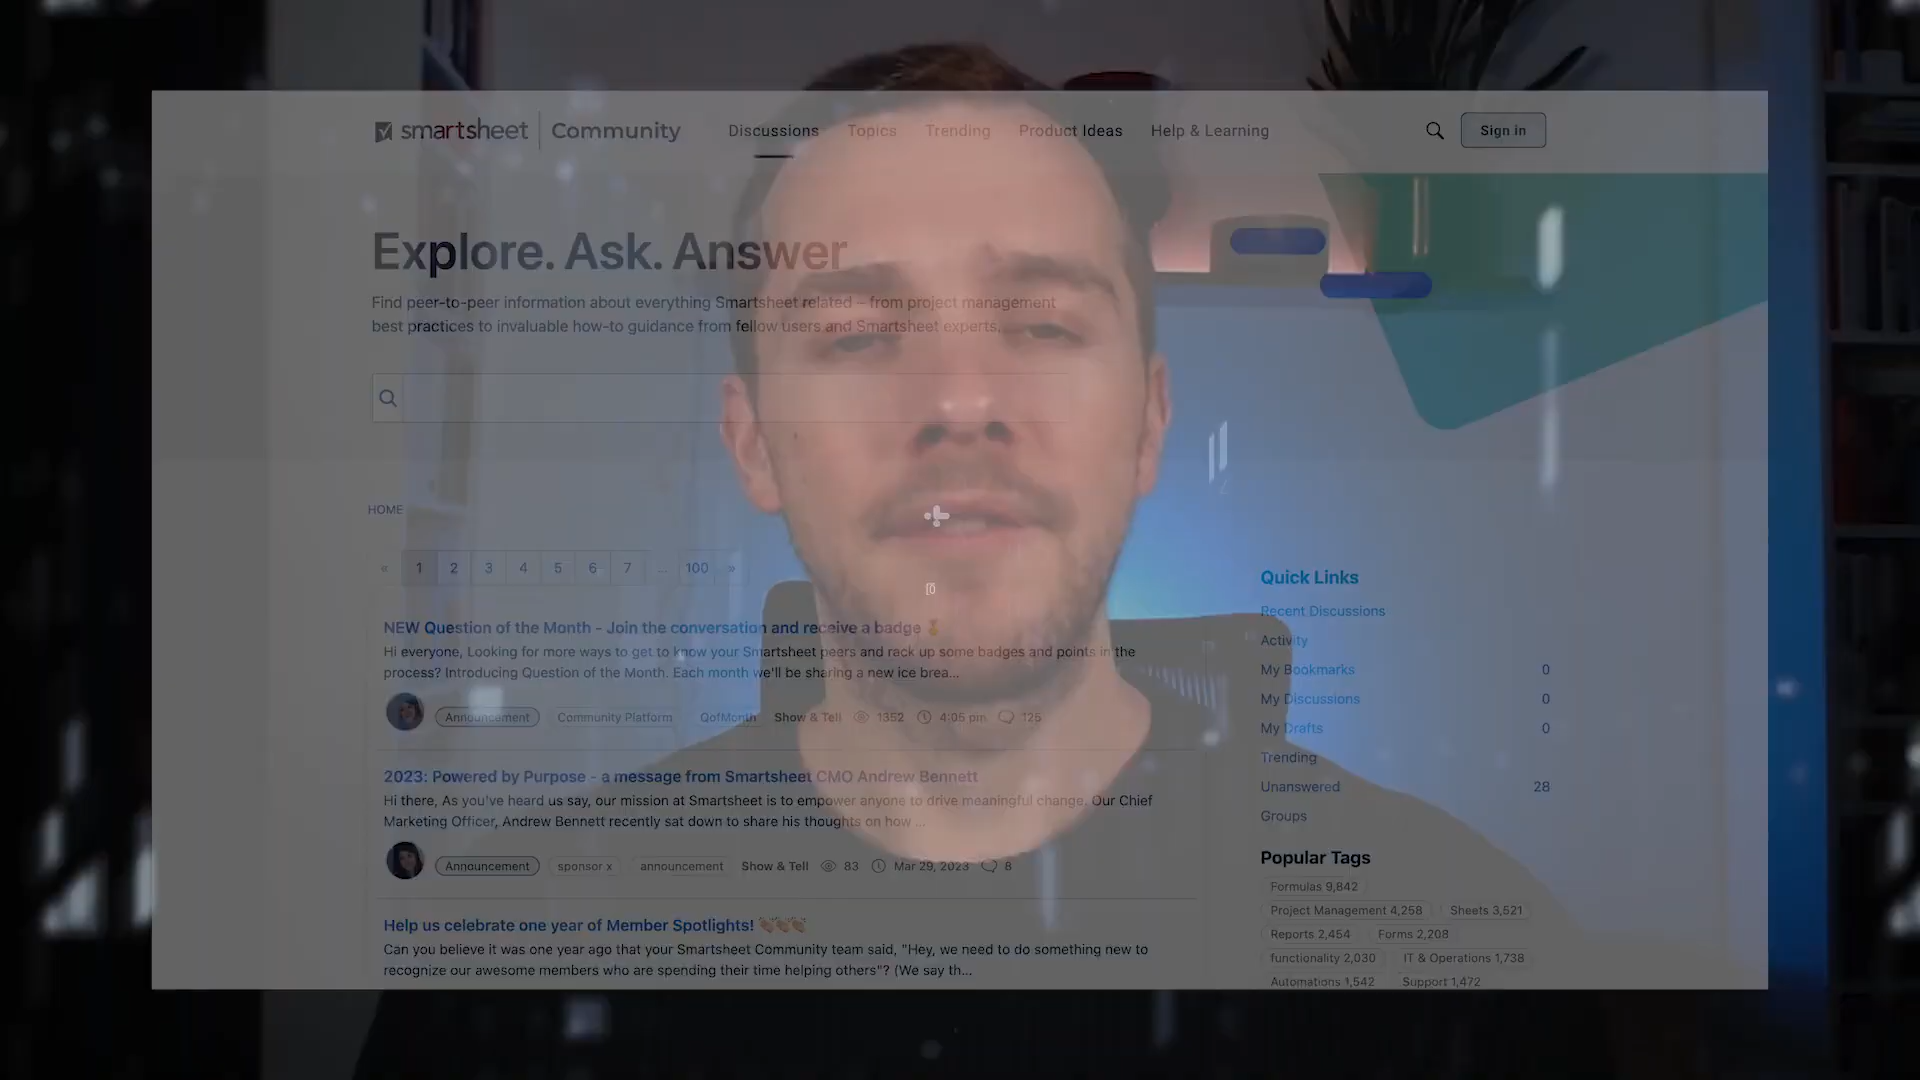 smartsheet Community Discussions Topics Trending Product Ideas Help & Learning Sign in
Explore. Ask. Answer
Find peer-to-peer information about everything Smartsheet related – from project management
best practices to invaluable how-to guidance from fellow users and Smartsheet experts.
HOME
« 1 2 3 4 5 6 7 ... 100 »
NEW Question of the Month - Join the conversation and receive a badge
Hi everyone, Looking for more ways to get to know your Smartsheet peers and rack up some badges and points in the
process? Introducing Question of the Month. Each month we'll be sharing a new ice brea...
Announcement Community Platform QofMonth Show & Tell 1352 4:05 pm 125
2023: Powered by Purpose - a message from Smartsheet CMO Andrew Bennett
Hi there, As you've heard us say, our mission at Smartsheet is to empower anyone to drive meaningful change. Our Chief
Marketing Officer, Andrew Bennett recently sat down to share his thoughts on how ...
Announcement sponsor x announcement Show & Tell 83 Mar 29, 2023 8
Help us celebrate one year of Member Spotlights!
Can you believe it was one year ago that your Smartsheet Community team said, "Hey, we need to do something new to
recognize our awesome members who are spending their time helping others"? (We say th...
Quick Links
Recent Discussions
Activity
My Bookmarks 0
My Discussions 0
My Drafts 0
Trending
Unanswered 28
Groups
Popular Tags
Formulas 9,842
Project Management 4,258 Sheets 3,521
Reports 2,454 Forms 2,208
functionality 2,030 IT & Operations 1,738
Automations 1,542 Support 1,472